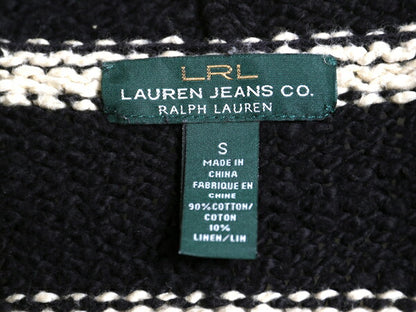 LRL
LAUREN JEANS CO.
RALPH LAUREN
S
MADE IN
CHINA
FABRIQUE EN
CHINE
90% COTTON/
COTON
10%
LINEN/LIN